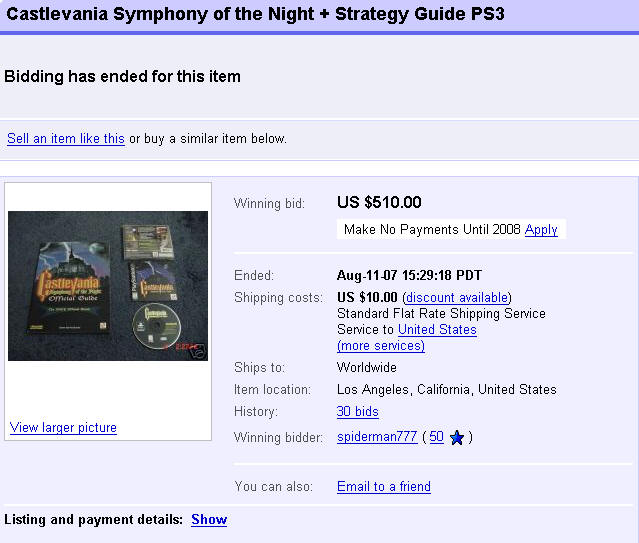 Castlevania Symphony of the Night + Strategy Guide PS3
Bidding has ended for this item
Sell an item like this or buy a similar item below.
Castlevania
Symphony of the Night
Official Guide
PlayStation
Castlevania
Castlevania
2:27
View larger picture
Winning bid: US $510.00
Make No Payments Until 2008 Apply
Ended: Aug-11-07 15:29:18 PDT
Shipping costs: US $10.00 (discount available)
Standard Flat Rate Shipping Service
Service to United States
(more services)
Ships to: Worldwide
Item location: Los Angeles, California, United States
History: 30 bids
Winning bidder: spiderman777 ( 50 )
You can also: Email to a friend
Listing and payment details: Show